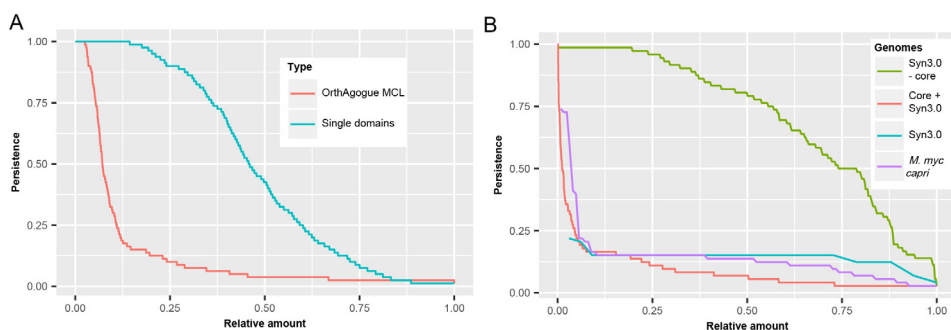 A
1.00
0.75
0.50
0.25
0.00
Persistence
Type
OrthAgogue MCL
Single domains
0.00 0.25 0.50 0.75 1.00
Relative amount
B
1.00
0.75
0.50
0.25
0.00
Persistence
Genomes
Syn3.0
- core
Core +
Syn3.0
Syn3.0
M. myc
capri
0.00 0.25 0.50 0.75 1.00
Relative amount